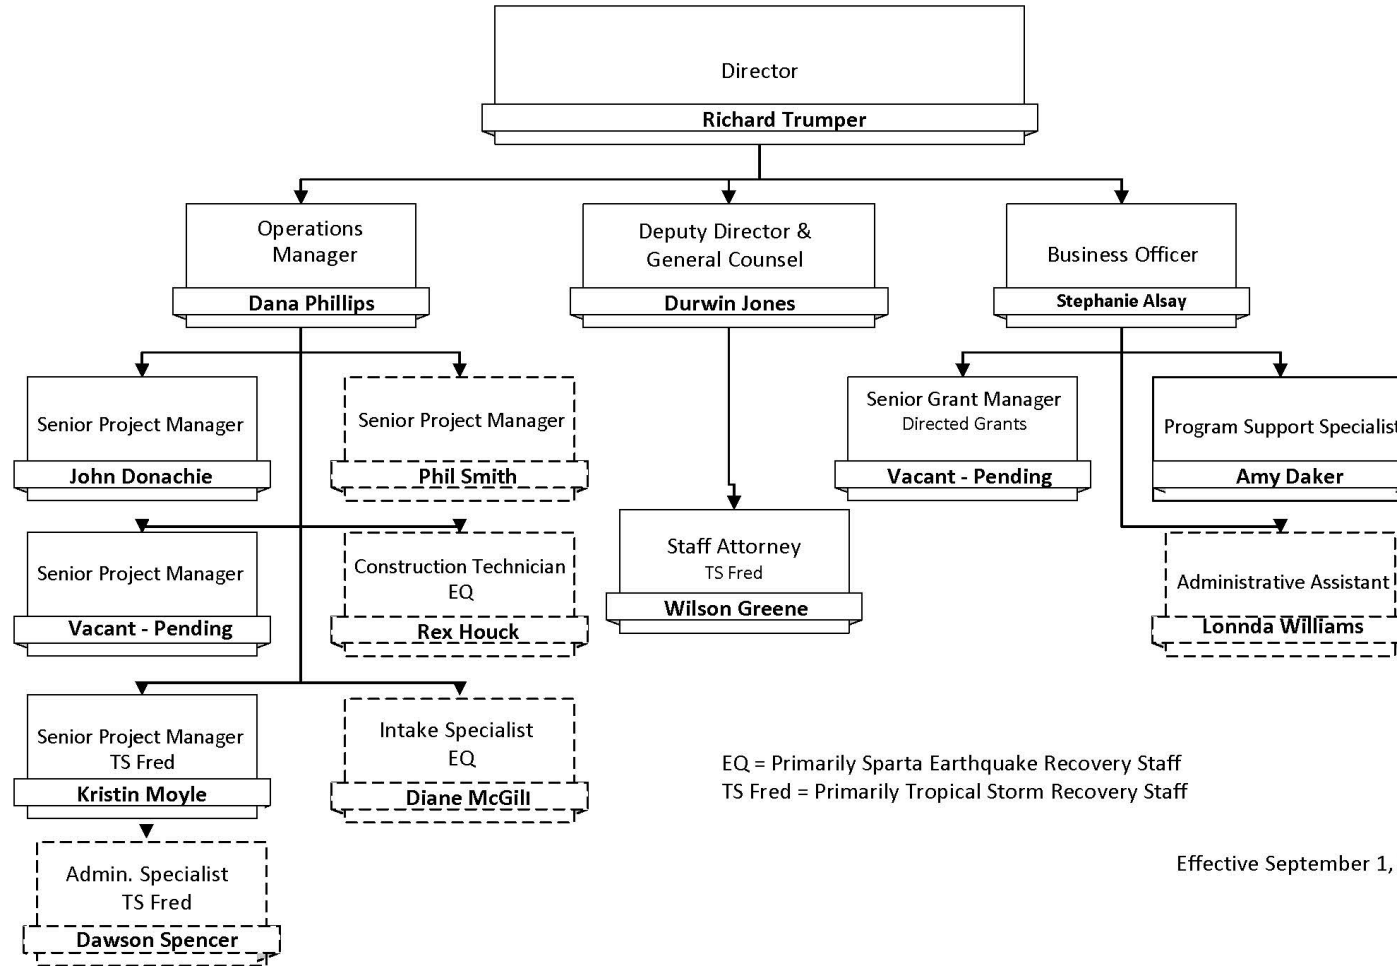 Director
Richard Trumper
Operations
Manager
Dana Phillips
Deputy Director &
General Counsel
Durwin Jones
Business Officer
Stephanie Alsay
Senior Project Manager
John Donachie
Senior Project Manager
Phil Smith
Senior Grant Manager
Directed Grants
Vacant - Pending
Program Support Specialist
Amy Daker
Senior Project Manager
Vacant - Pending
Construction Technician
EQ
Rex Houck
Staff Attorney
TS Fred
Wilson Greene
Administrative Assistant
Lonnda Williams
Senior Project Manager
TS Fred
Kristin Moyle
Intake Specialist
EQ
Diane McGill
EQ = Primarily Sparta Earthquake Recovery Staff
TS Fred = Primarily Tropical Storm Recovery Staff
Admin. Specialist
TS Fred
Dawson Spencer
Effective September 1,